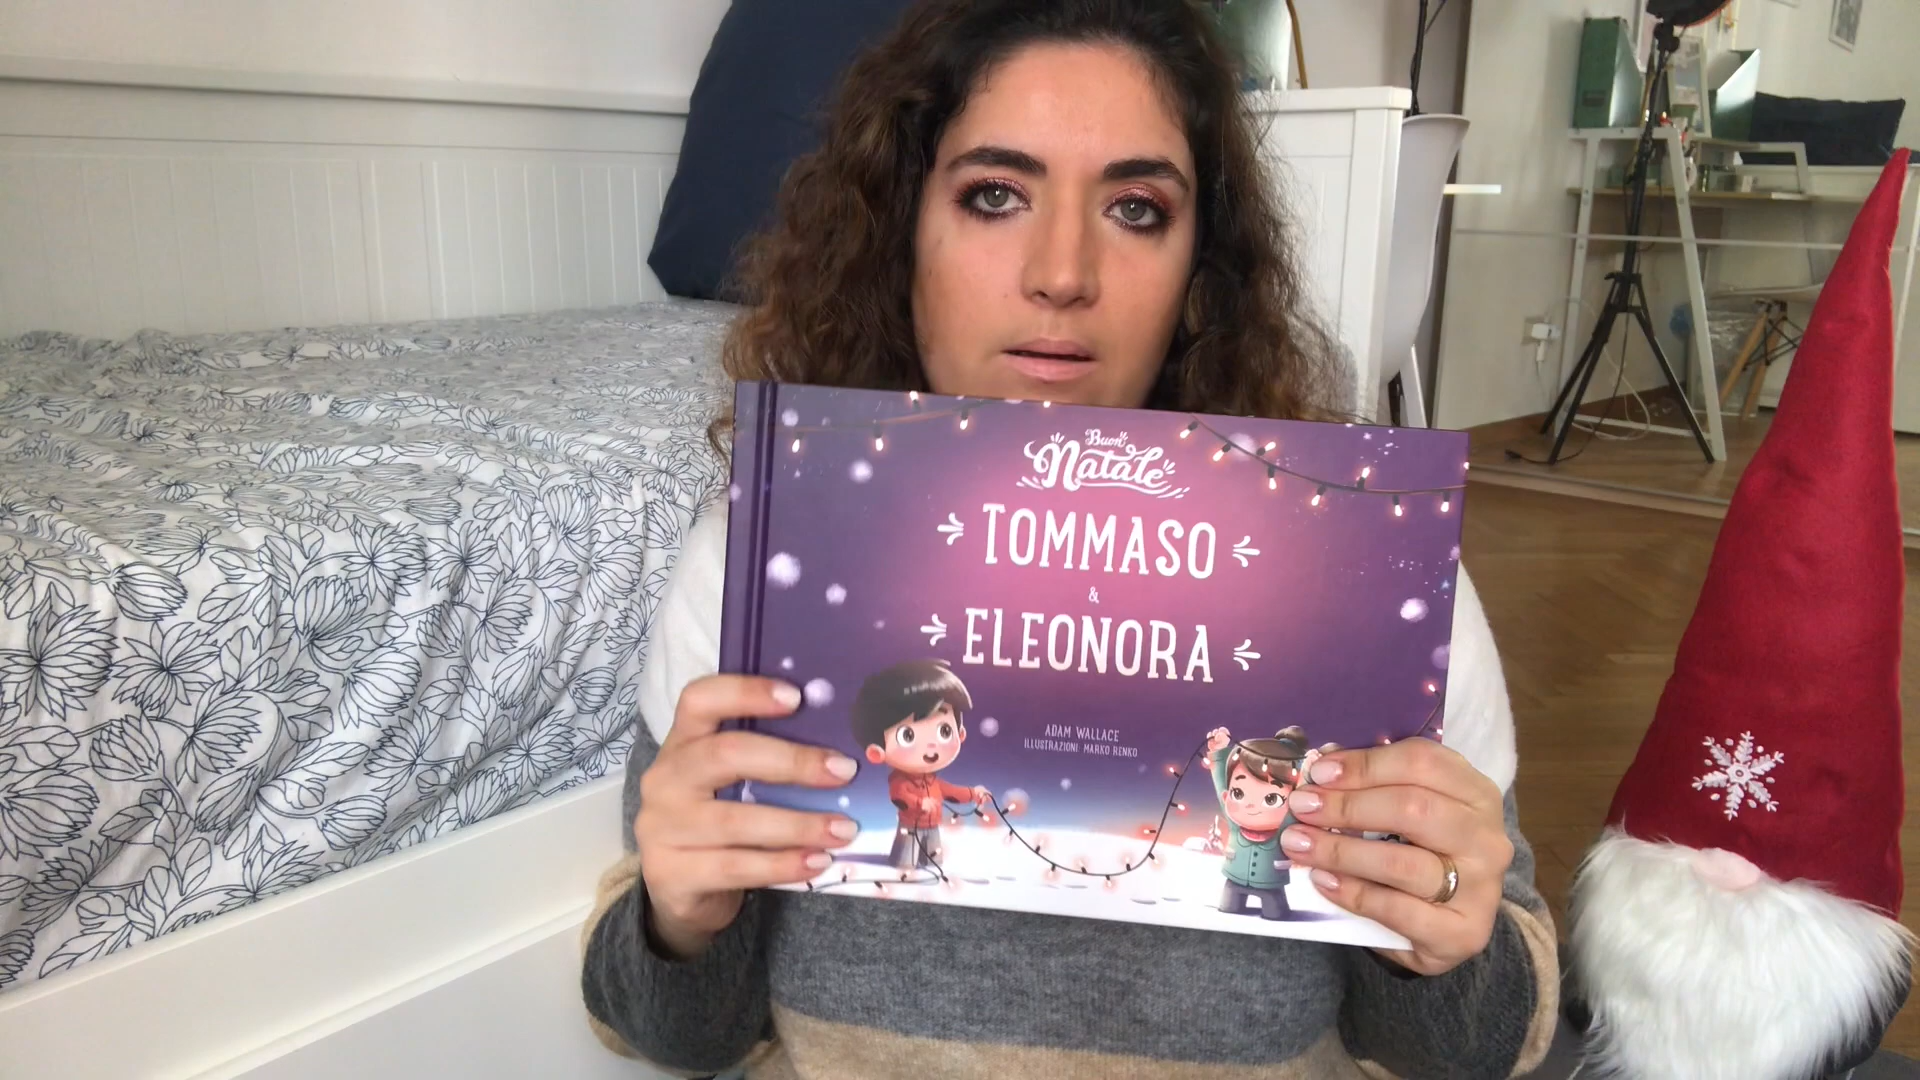 Buon
Natale
TOMMASO
&
ELEONORA
ADAM WALLACE
ILLUSTRAZIONI: MARKO RENKO